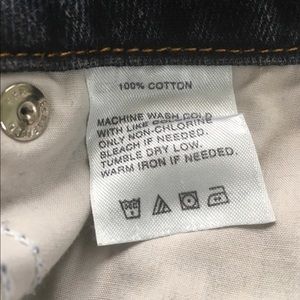 100% COTTON
MACHINE WASH COLD
WITH LIKE COLORS
ONLY NON-CHLORINE
BLEACH IF NEEDED.
TUMBLE DRY LOW.
WARM IRON IF NEEDED.